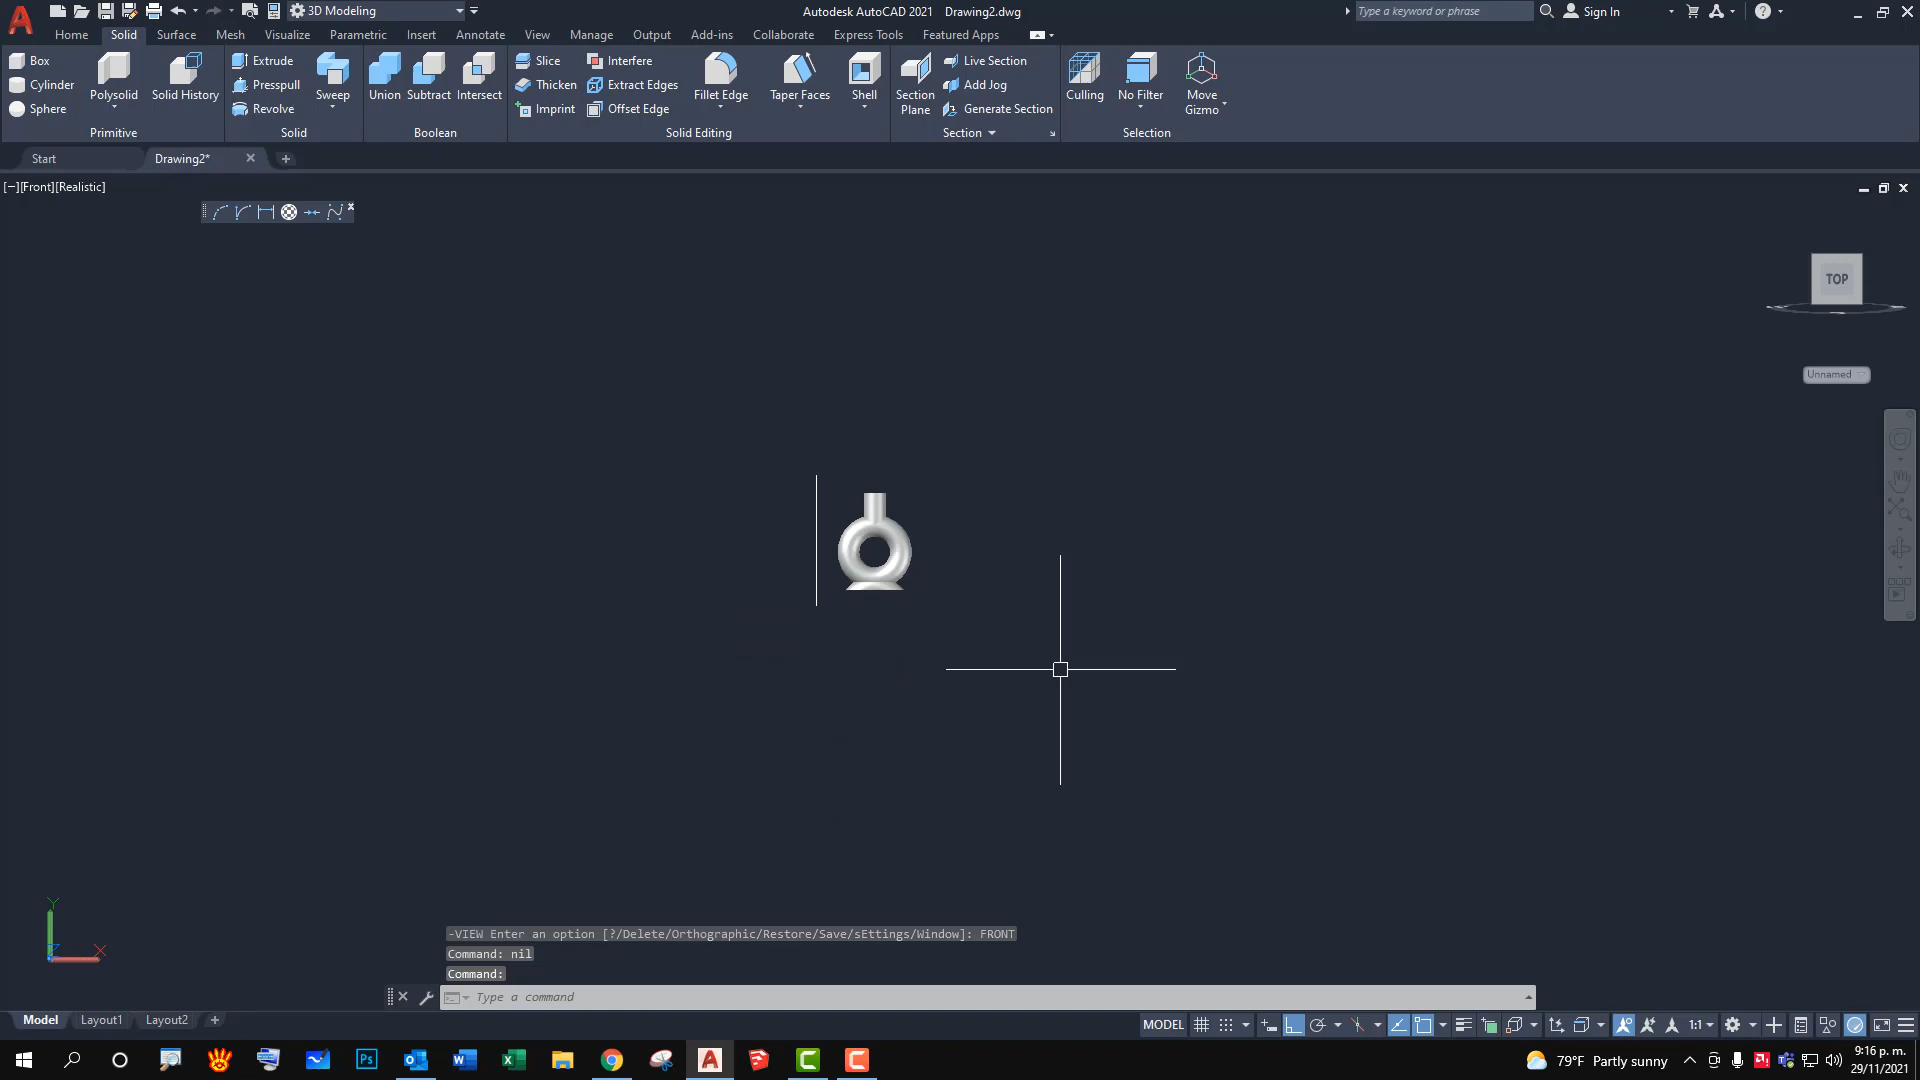 3D Modeling
Autodesk AutoCAD 2021 Drawing2.dwg
Type a keyword or phrase
Sign In
Home Solid Surface Mesh Visualize Parametric Insert Annotate View Manage Output Add-ins Collaborate Express Tools Featured Apps
Box
Cylinder
Sphere
Polysolid
Solid History
Primitive
Extrude
Presspull
Revolve
Sweep
Solid
Union
Subtract
Intersect
Boolean
Slice
Thicken
Imprint
Interfere
Extract Edges
Offset Edge
Fillet Edge
Taper Faces
Shell
Solid Editing
Section
Plane
Live Section
Add Jog
Generate Section
Section
Culling
No Filter
Move
Gizmo
Selection
Start
Drawing2*
[−][Front][Realistic]
TOP
Unnamed
Y
X
-VIEW Enter an option [?/Delete/Orthographic/Restore/Save/sEttings/Window]: FRONT
Command: nil
Command:
Type a command
Model Layout1 Layout2
MODEL
1:1
79°F Partly sunny
9:16 p. m.
29/11/2021